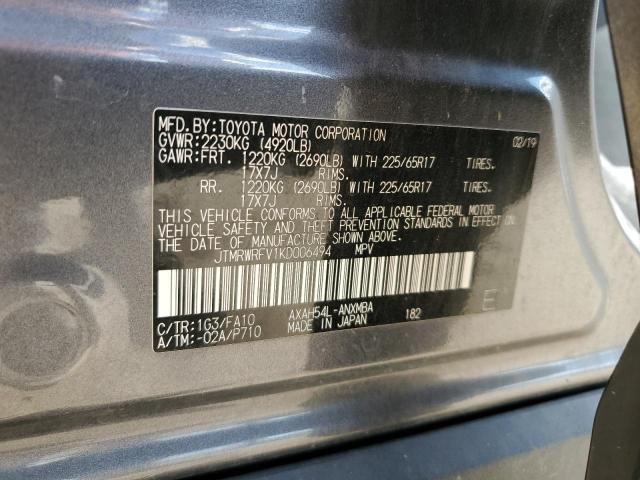 MFD.BY:TOYOTA MOTOR CORPORATION 02/19
GVWR:2230KG (4920LB)
GAWR:FRT. 1220KG (2690LB) WITH 225/65R17 TIRES.
17X7J RIMS.
RR. 1220KG (2690LB) WITH 225/65R17 TIRES.
17X7J RIMS.
THIS VEHICLE CONFORMS TO ALL APPLICABLE FEDERAL MOTOR
VEHICLE SAFETY AND THEFT PREVENTION STANDARDS IN EFFECT ON
THE DATE OF MANUFACTURE SHOWN ABOVE.
JTMRWRFV1KD006494 MPV
C/TR:1G3/FA10 AXAH54L-ANXMBA 182 E
A/TM:-02A/P710 MADE IN JAPAN